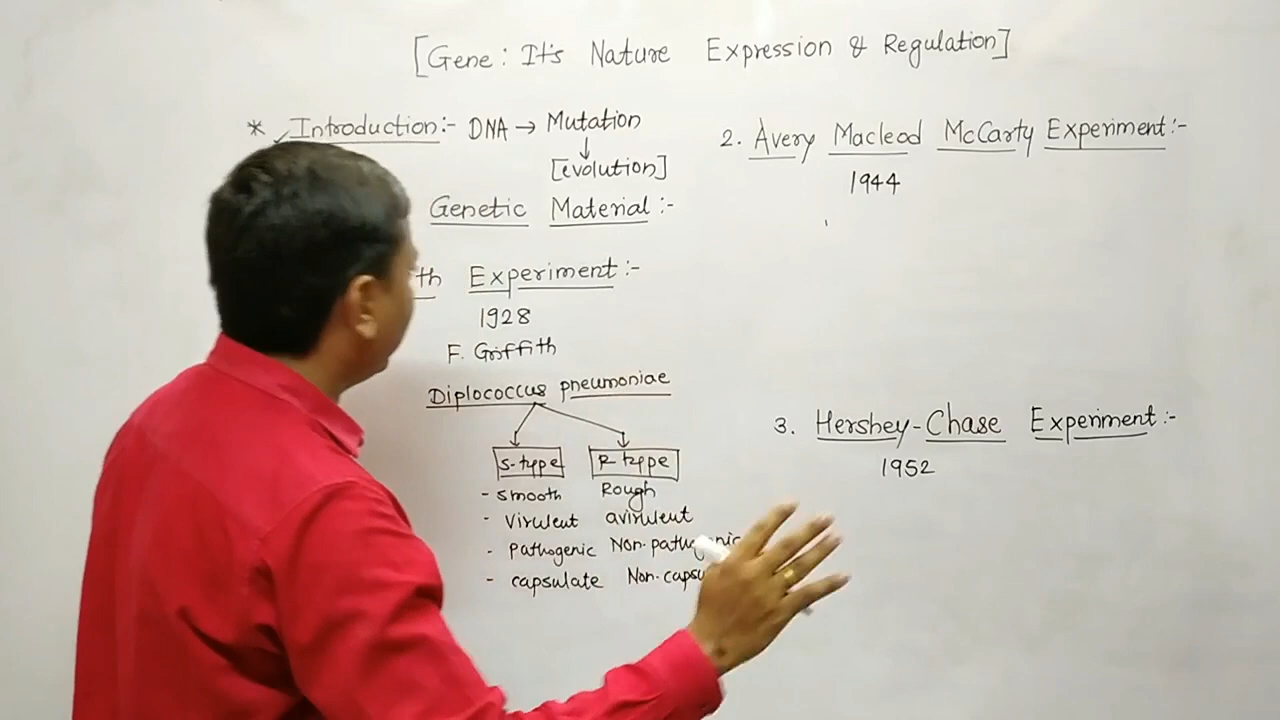 [Gene: It's Nature Expression & Regulation]
* Introduction:- DNA → Mutation
↓
[evolution]
Genetic Material:-
th Experiment:-
1928
F. Griffith
Diplococcus pneumoniae
S-type R type
- Smooth Rough
- Virulent avirulent
- Pathogenic Non-pathogenic
- capsulate Non-capsu
2. Avery Macleod McCarty Experiment:-
1944
3. Hershey-Chase Experiment:-
1952